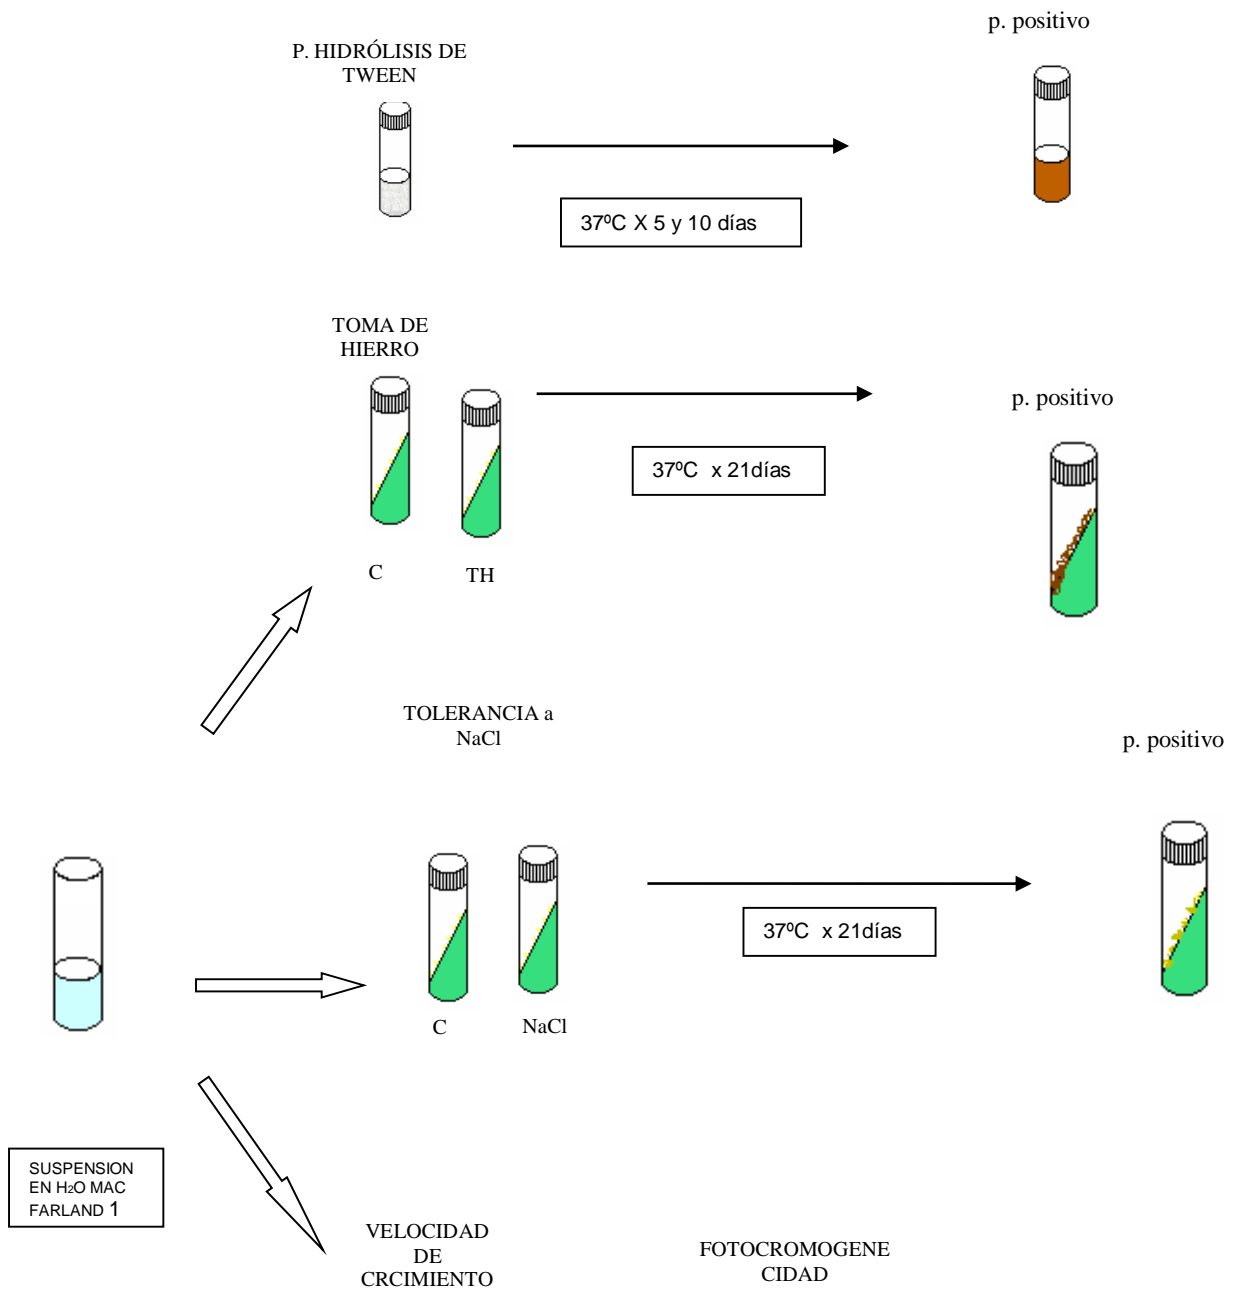 p. positivo
P. HIDRÓLISIS DE
TWEEN
37ºC X 5 y 10 días
TOMA DE
HIERRO
p. positivo
37ºC x 21días
C
TH
TOLERANCIA a
NaCl
p. positivo
37ºC x 21días
C
NaCl
SUSPENSION
EN H₂O MAC
FARLAND 1
VELOCIDAD
DE
CRCIMIENTO
FOTOCROMOGENE
CIDAD